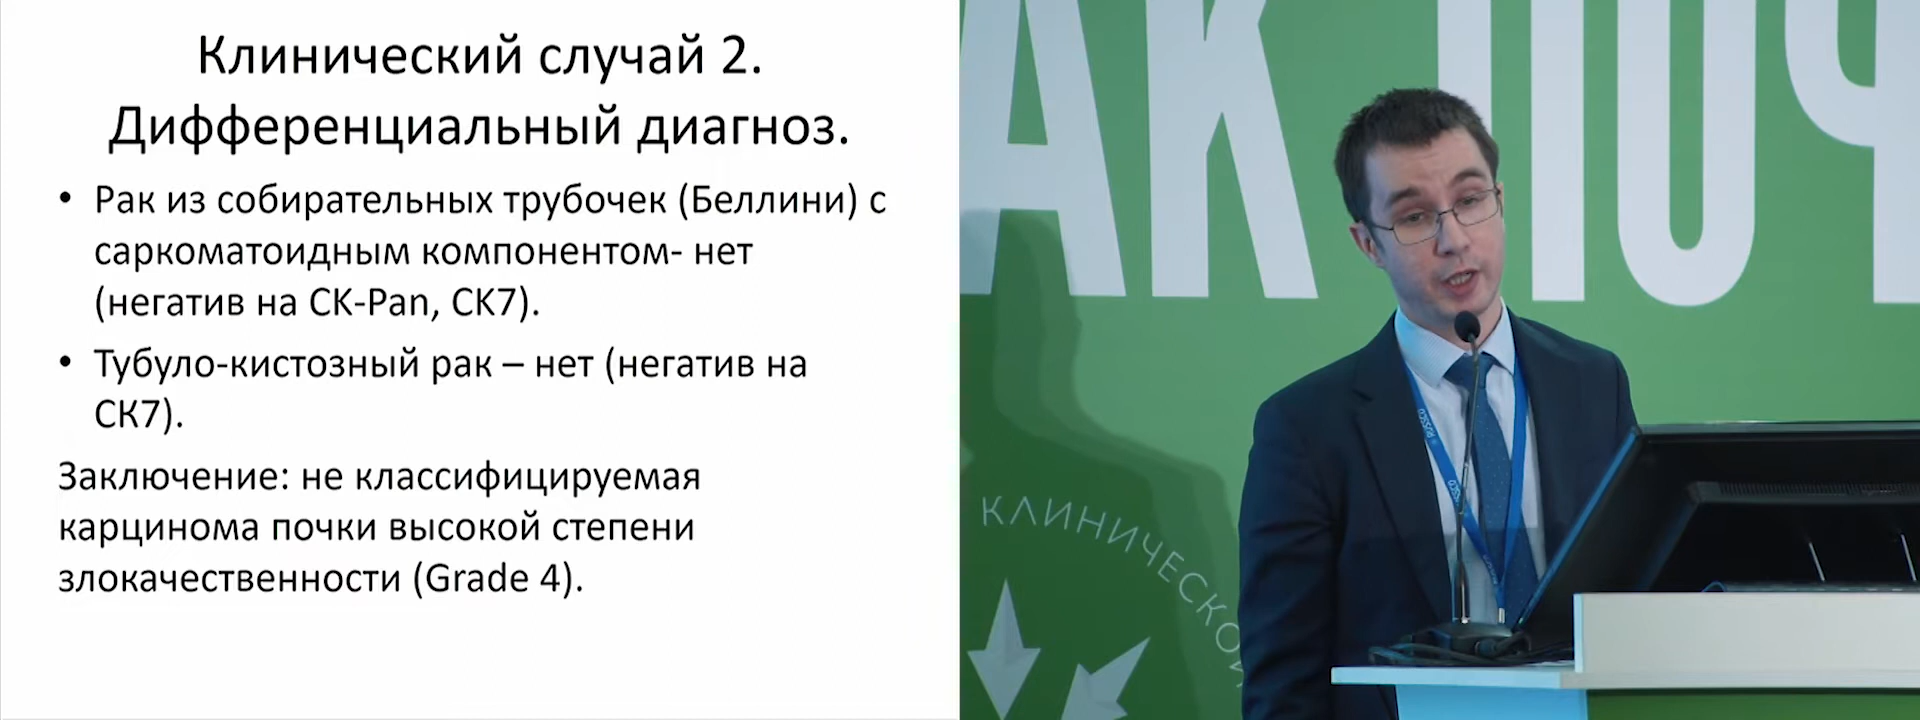 Клинический случай 2.
Дифференциальный диагноз.
• Рак из собирательных трубочек (Беллини) с
саркоматоидным компонентом- нет
(негатив на CK-Pan, CK7).
• Тубуло-кистозный рак – нет (негатив на
CK7).
Заключение: не классифицируемая
карцинома почки высокой степени
злокачественности (Grade 4).
АК ПОЧ
КЛИНИЧЕСКОЙ
RUSSCO
RUSSCO